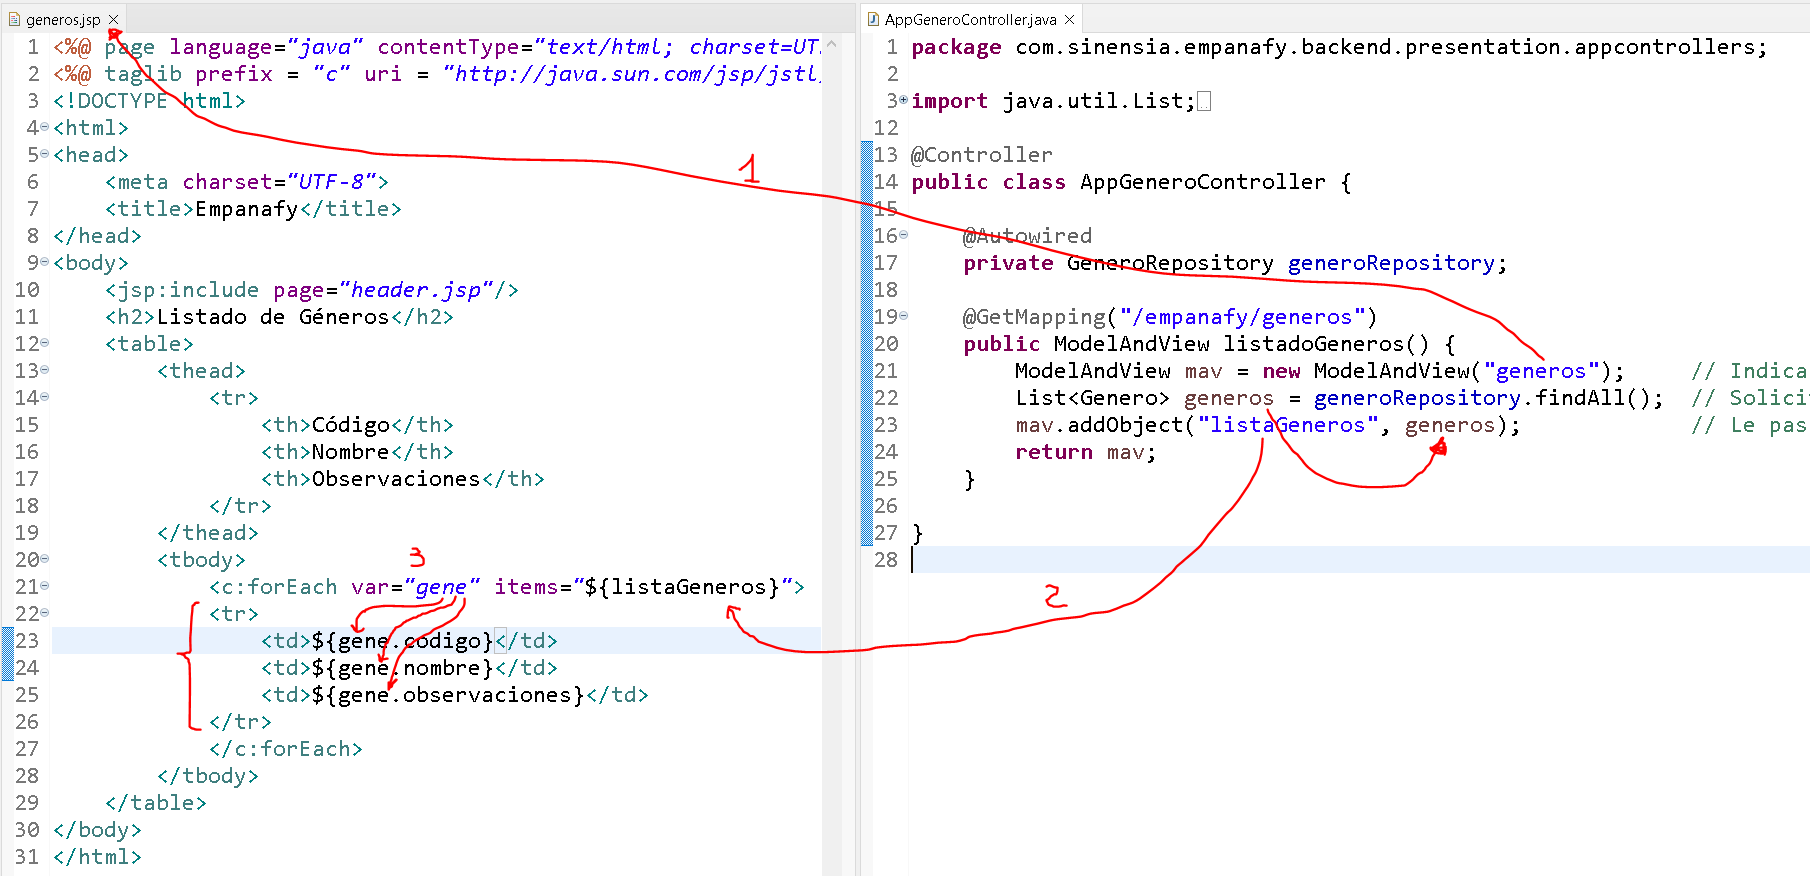 generos.jsp
1 <%@ page language="java" contentType="text/html; charset=UT
2 <%@ taglib prefix = "c" uri = "http://java.sun.com/jsp/jstl
3 <!DOCTYPE html>
4 <html>
5 <head>
6 <meta charset="UTF-8">
7 <title>Empanafy</title>
8 </head>
9 <body>
10 <jsp:include page="header.jsp"/>
11 <h2>Listado de Géneros</h2>
12 <table>
13 <thead>
14 <tr>
15 <th>Código</th>
16 <th>Nombre</th>
17 <th>Observaciones</th>
18 </tr>
19 </thead>
20 <tbody>
3
21 <c:forEach var="gene" items="${listaGeneros}">
22 <tr>
23 <td>${gene.codigo}</td>
24 <td>${gene.nombre}</td>
25 <td>${gene.observaciones}</td>
26 </tr>
27 </c:forEach>
28 </tbody>
29 </table>
30 </body>
31 </html>
1
2
AppGeneroController.java
1 package com.sinensia.empanafy.backend.presentation.appcontrollers;
2
3 import java.util.List;
12
13 @Controller
14 public class AppGeneroController {
15
16 @Autowired
17 private GeneroRepository generoRepository;
18
19 @GetMapping("/empanafy/generos")
20 public ModelAndView listadoGeneros() {
21 ModelAndView mav = new ModelAndView("generos"); // Indica
22 List<Genero> generos = generoRepository.findAll(); // Solici
23 mav.addObject("listaGeneros", generos); // Le pas
24 return mav;
25 }
26
27 }
28